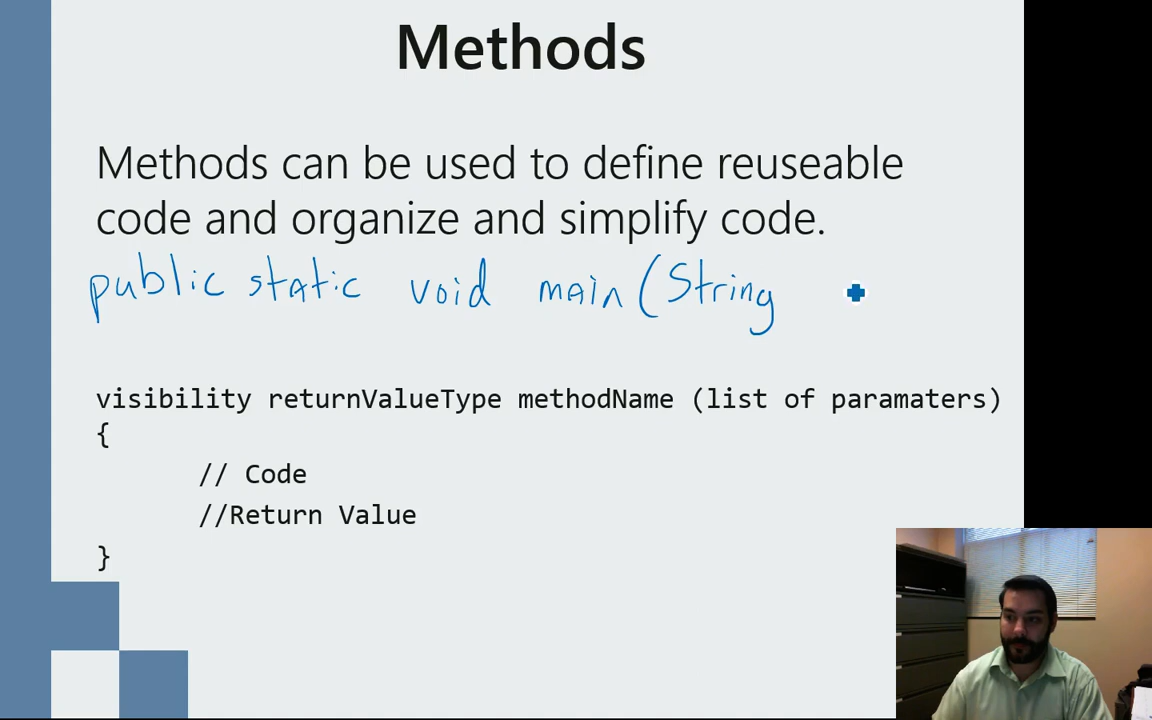 Methods
Methods can be used to define reuseable
code and organize and simplify code.
public static void main(String
visibility returnValueType methodName (list of paramaters)
{
// Code
//Return Value
}